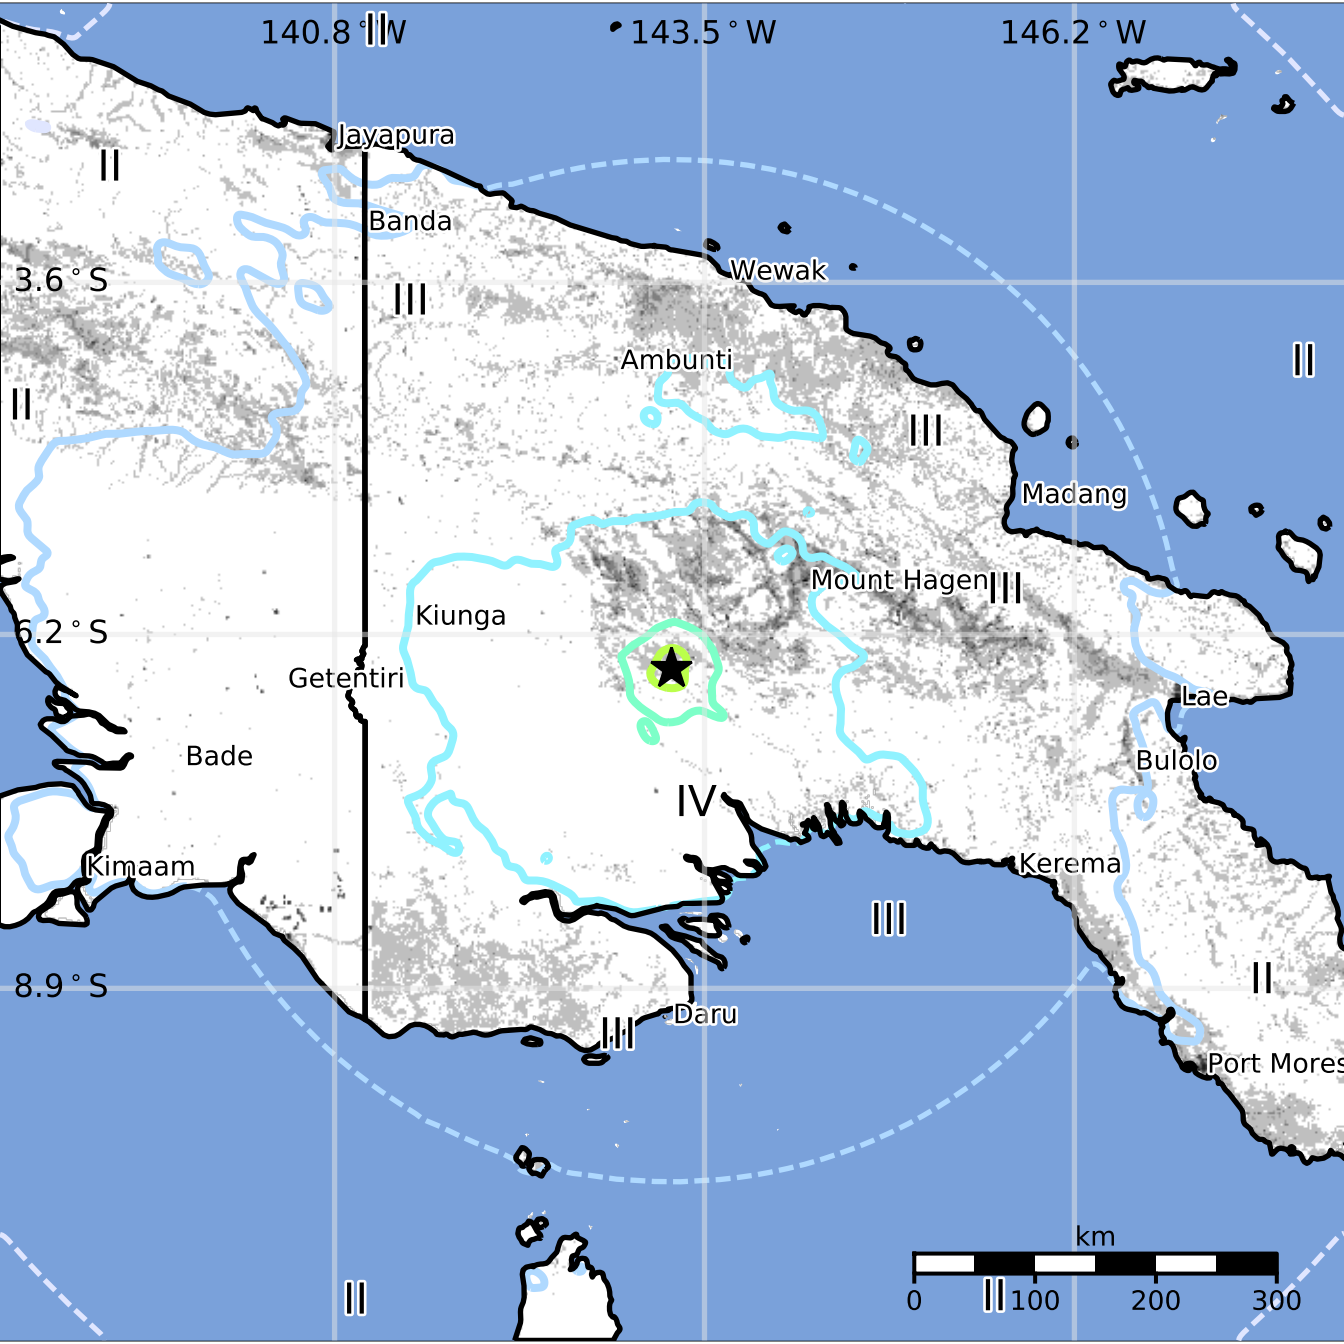 140.8°W
II
143.5°W
146.2°W
Jayapura
II
Banda
Wewak
3.6°S
III
Ambunti
II
II
III
Madang
Mount Hagen
III
Kiunga
6.2°S
Getentiri
Lae
Bade
Bulolo
IV
Kimaam
Kerema
III
II
8.9°S
Daru
III
Port Mores
km
II
II
0 100 200 300